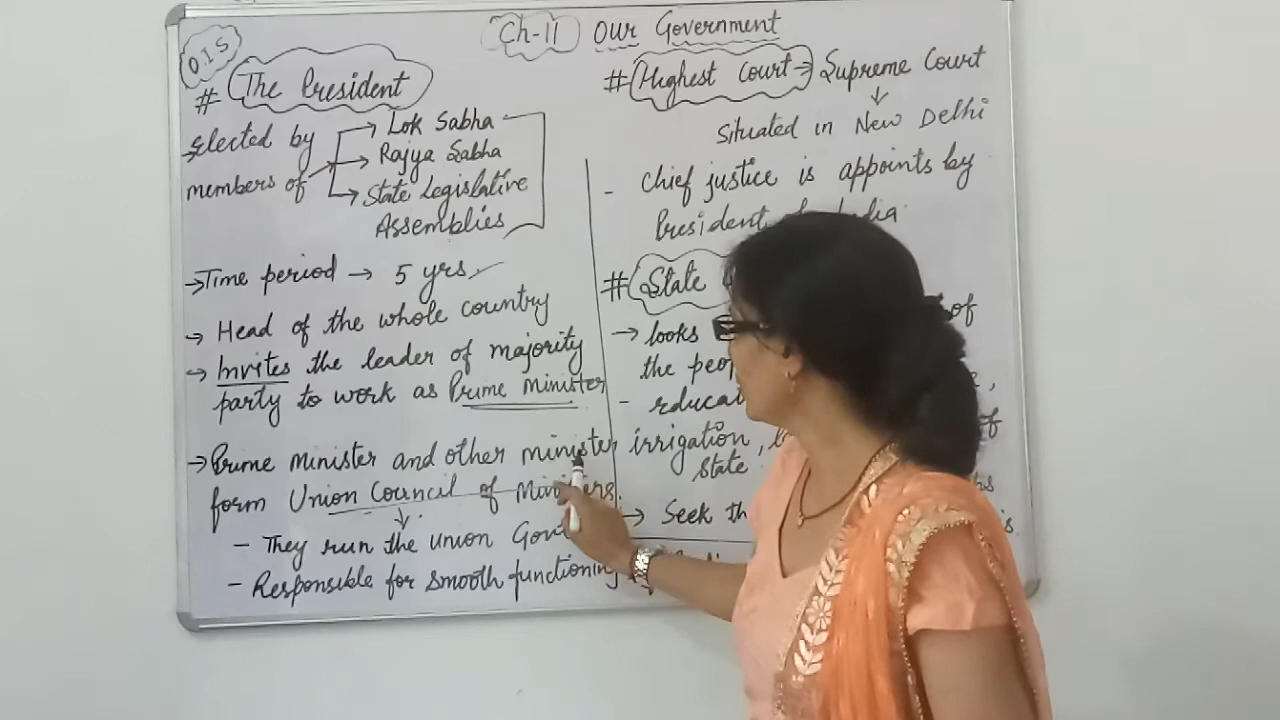 O.I.S
Ch-11 Our Government
# The President
→ elected by members of
→ Lok Sabha
→ Rajya Sabha
→ State Legislative
Assemblies
→ Time period → 5 yrs
→ Head of the whole country
→ Invites the leader of majority
party to work as Prime Minister
→ Prime Minister and other minister
form Union Council of Ministers.
- They run the union Gov
- Responsible for smooth functioning
# Highest Court → Supreme Court
Situated in New Delhi
- Chief justice is appoints by
President India
# State
→ looks of
the peop
- educat
irrigation, of
State
→ Seek th